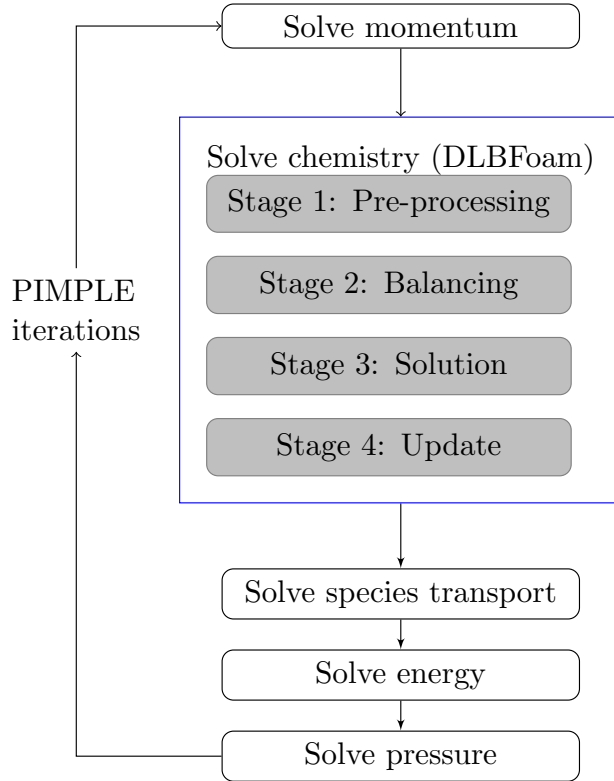 Solve momentum
Solve chemistry (DLBFoam)
Stage 1: Pre-processing
Stage 2: Balancing
Stage 3: Solution
Stage 4: Update
PIMPLE
iterations
Solve species transport
Solve energy
Solve pressure